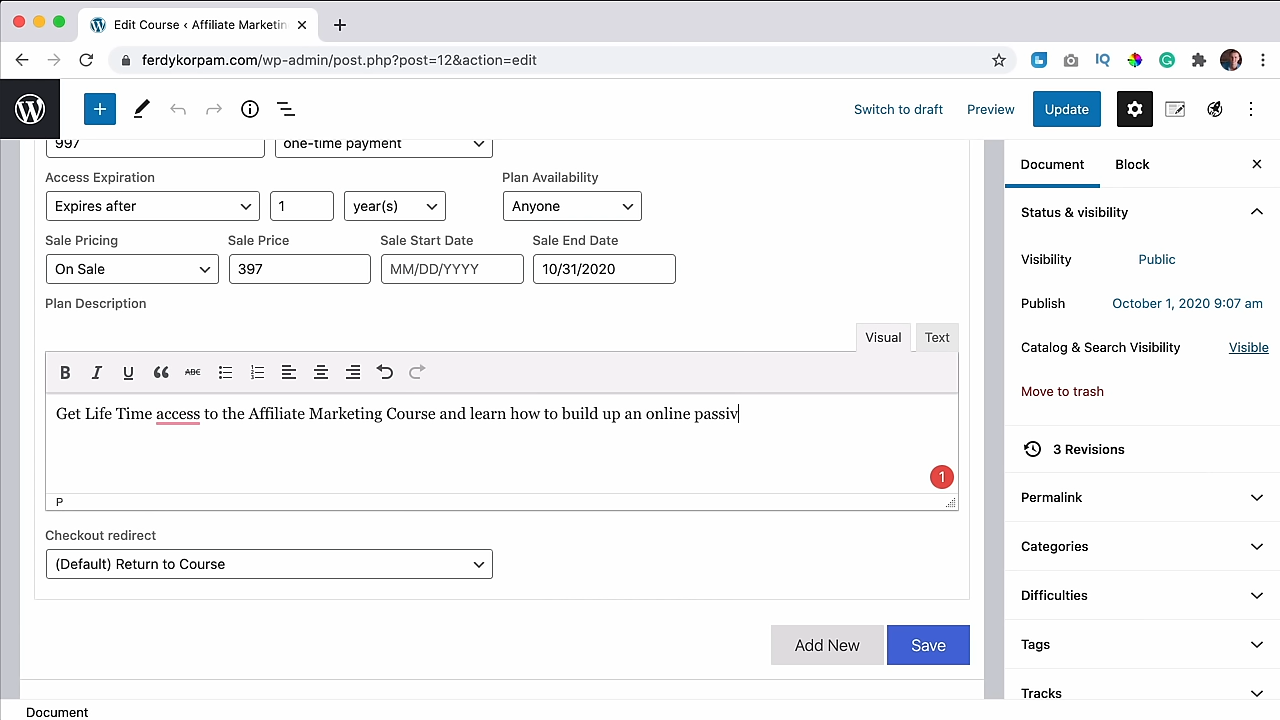 Edit Course ‹ Affiliate Marketin
ferdykorpam.com/wp-admin/post.php?post=12&action=edit
IQ
Switch to draft Preview Update
997 one-time payment
Access Expiration Plan Availability
Expires after 1 year(s) Anyone
Sale Pricing Sale Price Sale Start Date Sale End Date
On Sale 397 MM/DD/YYYY 10/31/2020
Plan Description
Visual Text
B I U ABC
Get Life Time access to the Affiliate Marketing Course and learn how to build up an online passiv
1
P
Checkout redirect
(Default) Return to Course
Add New Save
Document Block
Status & visibility
Visibility Public
Publish October 1, 2020 9:07 am
Catalog & Search Visibility Visible
Move to trash
3 Revisions
Permalink
Categories
Difficulties
Tags
Tracks
Document